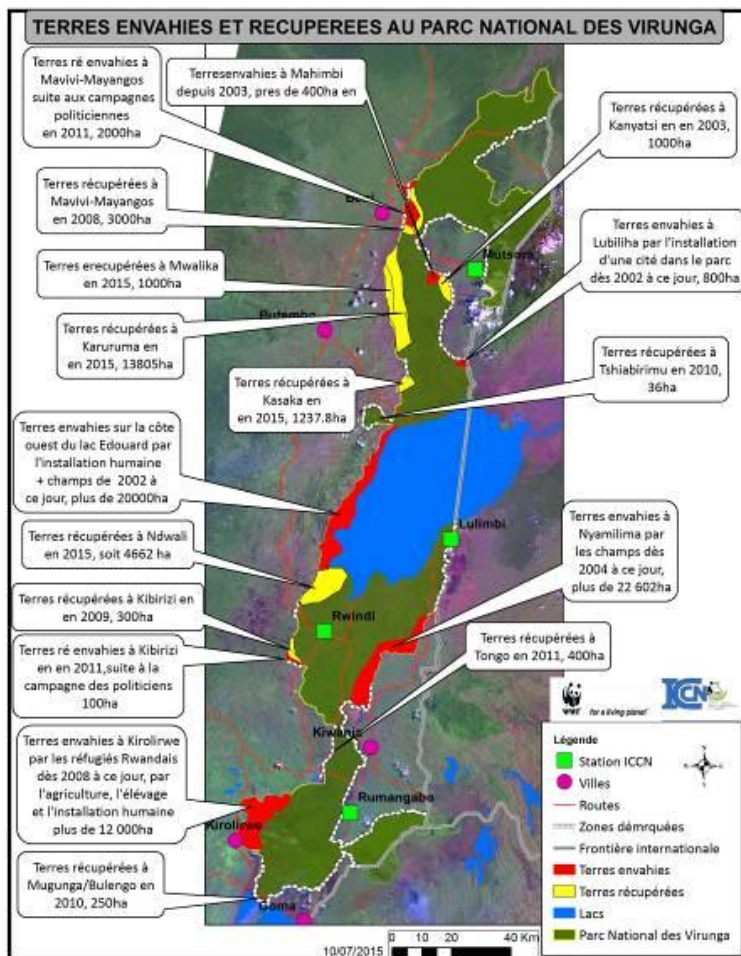 TERRES ENVAHIES ET RECUPEREES AU PARC NATIONAL DES VIRUNGA
Terres ré envahies à
Mavivi-Mayangos
suite aux campagnes
politiciennes
en 2011, 2000ha
Terresenvahies à Mahimbi
depuis 2003, pres de 400ha en
Terres récupérées à
Kanyatsi en en 2003,
1000ha
Terres récupérées à
Mavivi-Mayangos
en 2008, 3000ha
Terres envahies à
Lubiliha par l'installation
d'une cité dans le parc
dès 2002 à ce jour, 800ha
Terres erecupérées à Mwalika
en 2015, 1000ha
Terres récupérées à
Karuruma en
en 2015, 13805ha
Terres récupérées à
Tshiabirimu en 2010,
36ha
Terres récupérées à
Kasaka en
en 2015, 1237.8ha
Terres envahies sur la côte
ouest du lac Edouard par
l'installation humaine
+ champs de 2002 à
ce jour, plus de 20000ha
Terres envahies à
Nyamilima par
les champs dès
2004 à ce jour,
plus de 22 602ha
Terres récupérées à Ndwali
en 2015, soit 4662 ha
Terres récupérées à Kibirizi en
en 2009, 300ha
Terres ré envahies à Kibirizi
en en 2011,suite à la
campagne des politiciens
100ha
Terres récupérées à
Tongo en 2011, 400ha
Terres envahies à Kirolirwe
par les réfugiés Rwandais
dès 2008 à ce jour, par
l'agriculture, l'élévage
et l'installation humaine
plus de 12 000ha
Terres récupérées à
Mugunga/Bulengo en
2010, 250ha
Beni
Mutsora
Butembo
Lulimbi
Rwindi
Kiwanja
Rumangabo
Kirolirwe
Goma
WWF
for a living planet
ICCN
Légende
Station ICCN
Villes
Routes
Zones démrquées
Frontière internationale
Terres envahies
Terres récupérées
Lacs
Parc National des Virunga
10/07/2015
0 10 20 40 Km